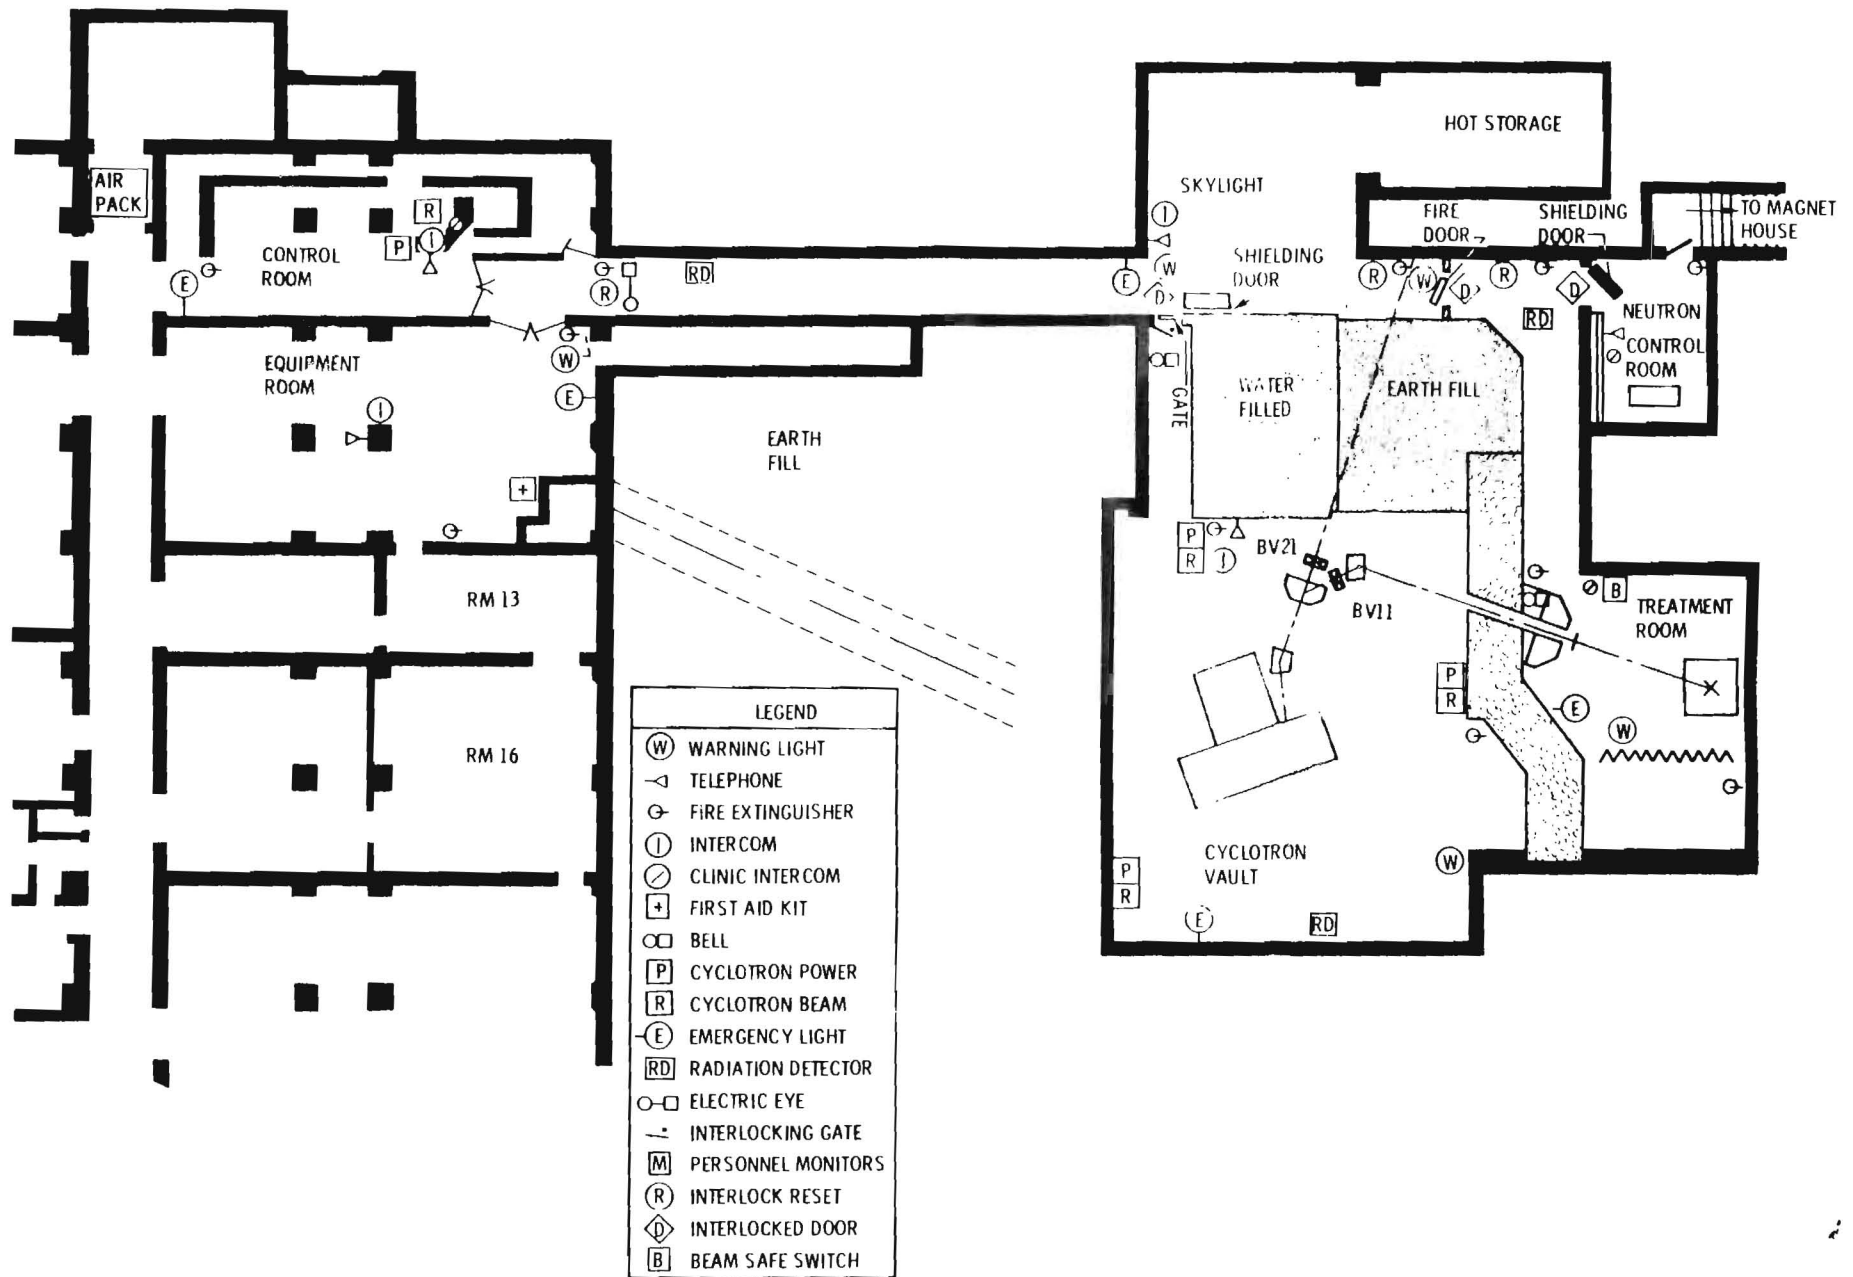 HOT STORAGE
AIR
PACK
SKYLIGHT
FIRE
DOOR
SHIELDING
DOOR
TO MAGNET
HOUSE
R
I
P
I
CONTROL
ROOM
W
SHIELDING
DOOR
E
R
RD
E
D
R
W
D
R
D
NEUTRON
CONTROL
ROOM
RD
EQUIPMENT
ROOM
W
E
I
GATE
WATER
FILLED
EARTH FILL
EARTH
FILL
+
P
R
I
BV21
BV11
B
TREATMENT
ROOM
RM 13
P
R
E
W
RM 16
CYCLOTRON
VAULT
W
P
R
E
RD
LEGEND
W WARNING LIGHT
TELEPHONE
FIRE EXTINGUISHER
I INTERCOM
CLINIC INTERCOM
+ FIRST AID KIT
BELL
P CYCLOTRON POWER
R CYCLOTRON BEAM
E EMERGENCY LIGHT
RD RADIATION DETECTOR
ELECTRIC EYE
INTERLOCKING GATE
M PERSONNEL MONITORS
R INTERLOCK RESET
D INTERLOCKED DOOR
B BEAM SAFE SWITCH